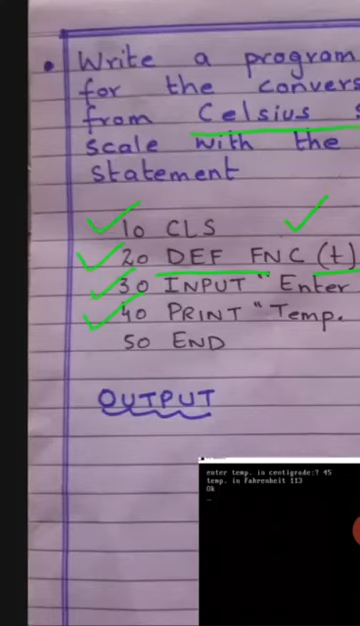 • Write a program
for the convers
from Celsius s
scale with the
statement
10 CLS
20 DEF FNC (t)
30 INPUT "Enter
40 PRINT "Temp.
50 END
OUTPUT
enter temp. in centigrade:? 45
temp. in Fahrenheit 113
Ok